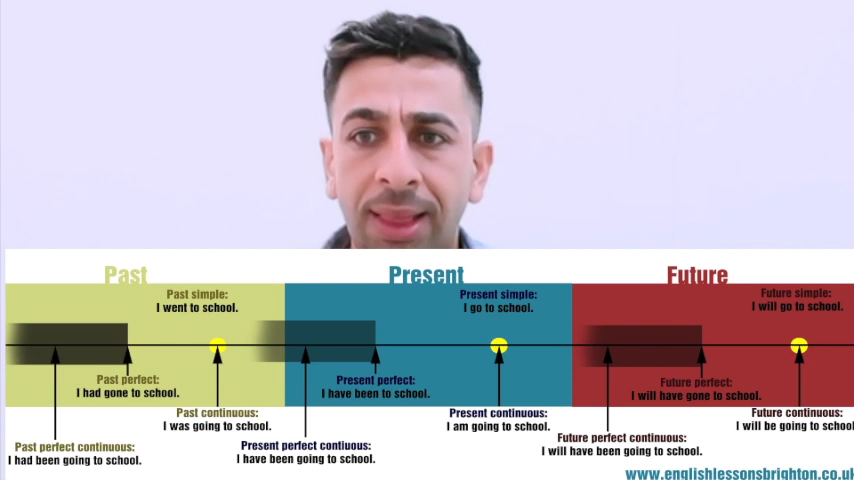 Past
Present
Future
Past simple:
I went to school.
Present simple:
I go to school.
Future simple:
I will go to school.
Past perfect:
I had gone to school.
Present perfect:
I have been to school.
Future perfect:
I will have gone to school.
Past continuous:
I was going to school.
Present continuous:
I am going to school.
Future continuous:
I will be going to school
Past perfect continuous:
I had been going to school.
Present perfect contiuous:
I have been going to school.
Future perfect continuous:
I will have been going to school.
www.englishlessonsbrighton.co.uk